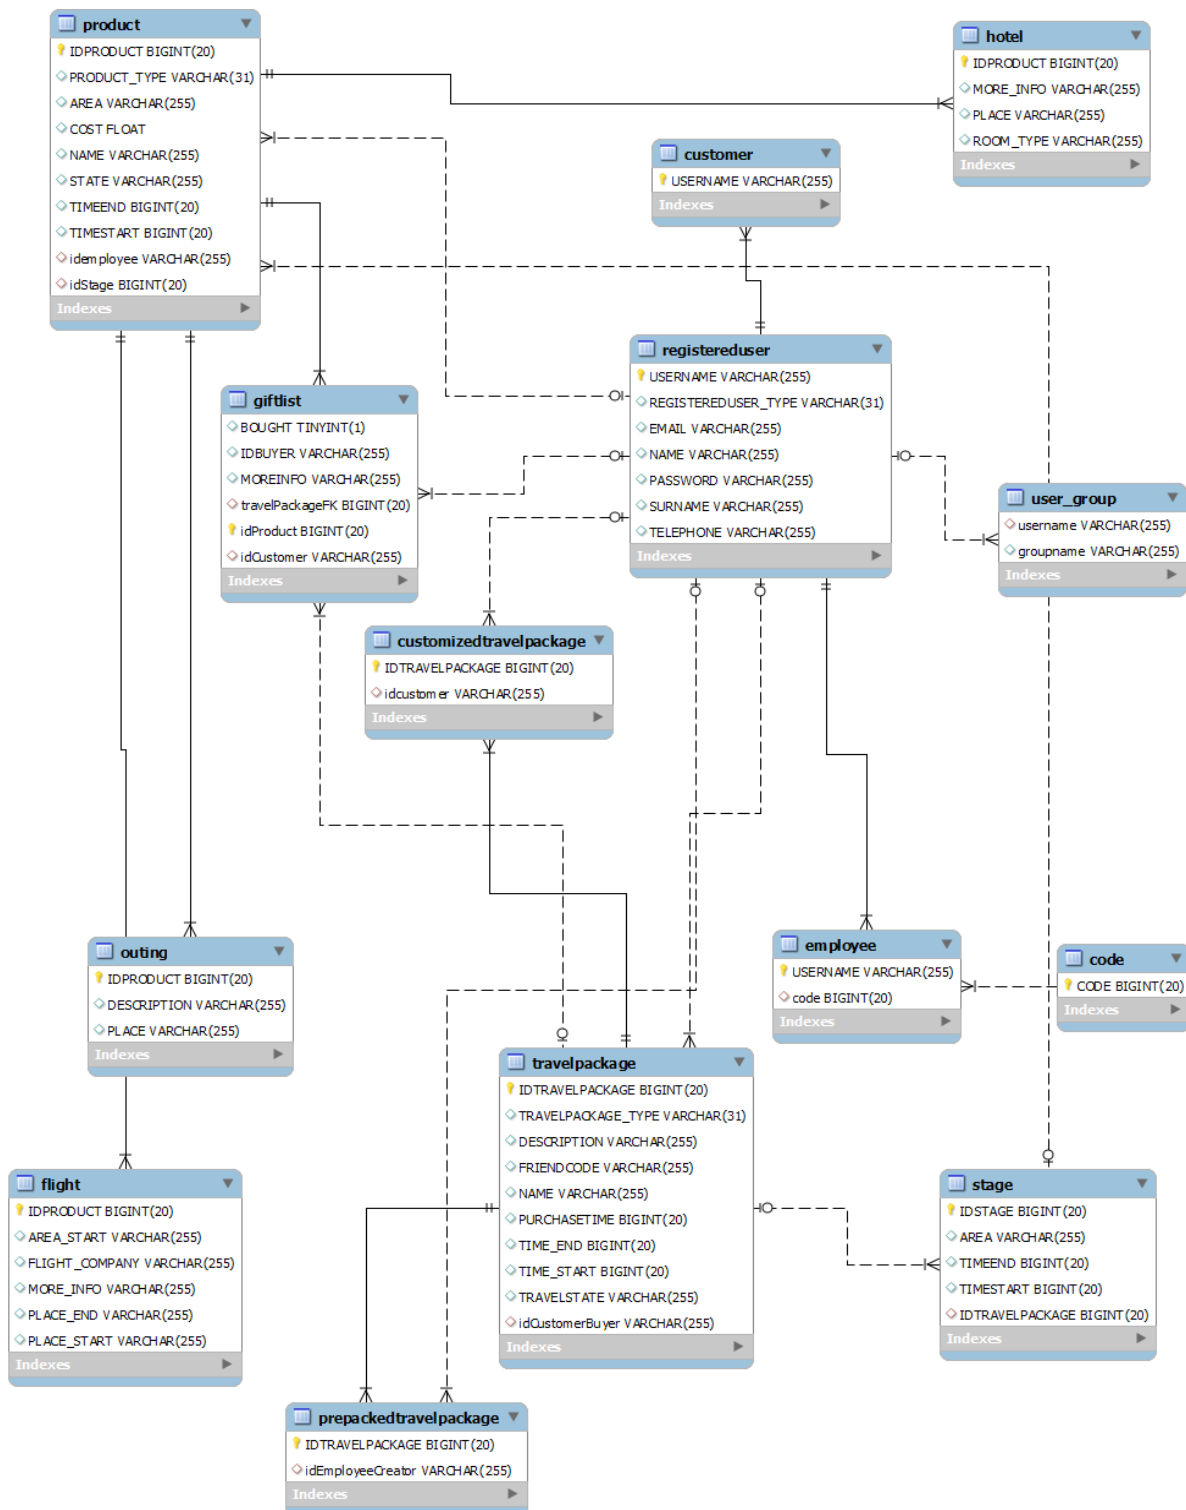 product
IDPRODUCT BIGINT(20)
PRODUCT_TYPE VARCHAR(31)
AREA VARCHAR(255)
COST FLOAT
NAME VARCHAR(255)
STATE VARCHAR(255)
TIMEEND BIGINT(20)
TIMESTART BIGINT(20)
idemployee VARCHAR(255)
idStage BIGINT(20)
Indexes
hotel
IDPRODUCT BIGINT(20)
MORE_INFO VARCHAR(255)
PLACE VARCHAR(255)
ROOM_TYPE VARCHAR(255)
Indexes
customer
USERNAME VARCHAR(255)
Indexes
registereduser
USERNAME VARCHAR(255)
REGISTEREDUSER_TYPE VARCHAR(31)
EMAIL VARCHAR(255)
NAME VARCHAR(255)
PASSWORD VARCHAR(255)
SURNAME VARCHAR(255)
TELEPHONE VARCHAR(255)
Indexes
giftlist
BOUGHT TINYINT(1)
IDBUYER VARCHAR(255)
MOREINFO VARCHAR(255)
travelPackageFK BIGINT(20)
idProduct BIGINT(20)
idCustomer VARCHAR(255)
Indexes
user_group
username VARCHAR(255)
groupname VARCHAR(255)
Indexes
customizedtravelpackage
IDTRAVELPACKAGE BIGINT(20)
idcustomer VARCHAR(255)
Indexes
outing
IDPRODUCT BIGINT(20)
DESCRIPTION VARCHAR(255)
PLACE VARCHAR(255)
Indexes
employee
USERNAME VARCHAR(255)
code BIGINT(20)
Indexes
code
CODE BIGINT(20)
Indexes
travelpackage
IDTRAVELPACKAGE BIGINT(20)
TRAVELPACKAGE_TYPE VARCHAR(31)
DESCRIPTION VARCHAR(255)
FRIENDCODE VARCHAR(255)
NAME VARCHAR(255)
PURCHASETIME BIGINT(20)
TIME_END BIGINT(20)
TIME_START BIGINT(20)
TRAVELSTATE VARCHAR(255)
idCustomerBuyer VARCHAR(255)
Indexes
flight
IDPRODUCT BIGINT(20)
AREA_START VARCHAR(255)
FLIGHT_COMPANY VARCHAR(255)
MORE_INFO VARCHAR(255)
PLACE_END VARCHAR(255)
PLACE_START VARCHAR(255)
Indexes
stage
IDSTAGE BIGINT(20)
AREA VARCHAR(255)
TIMEEND BIGINT(20)
TIMESTART BIGINT(20)
IDTRAVELPACKAGE BIGINT(20)
Indexes
prepackedtravelpackage
IDTRAVELPACKAGE BIGINT(20)
idEmployeeCreator VARCHAR(255)
Indexes